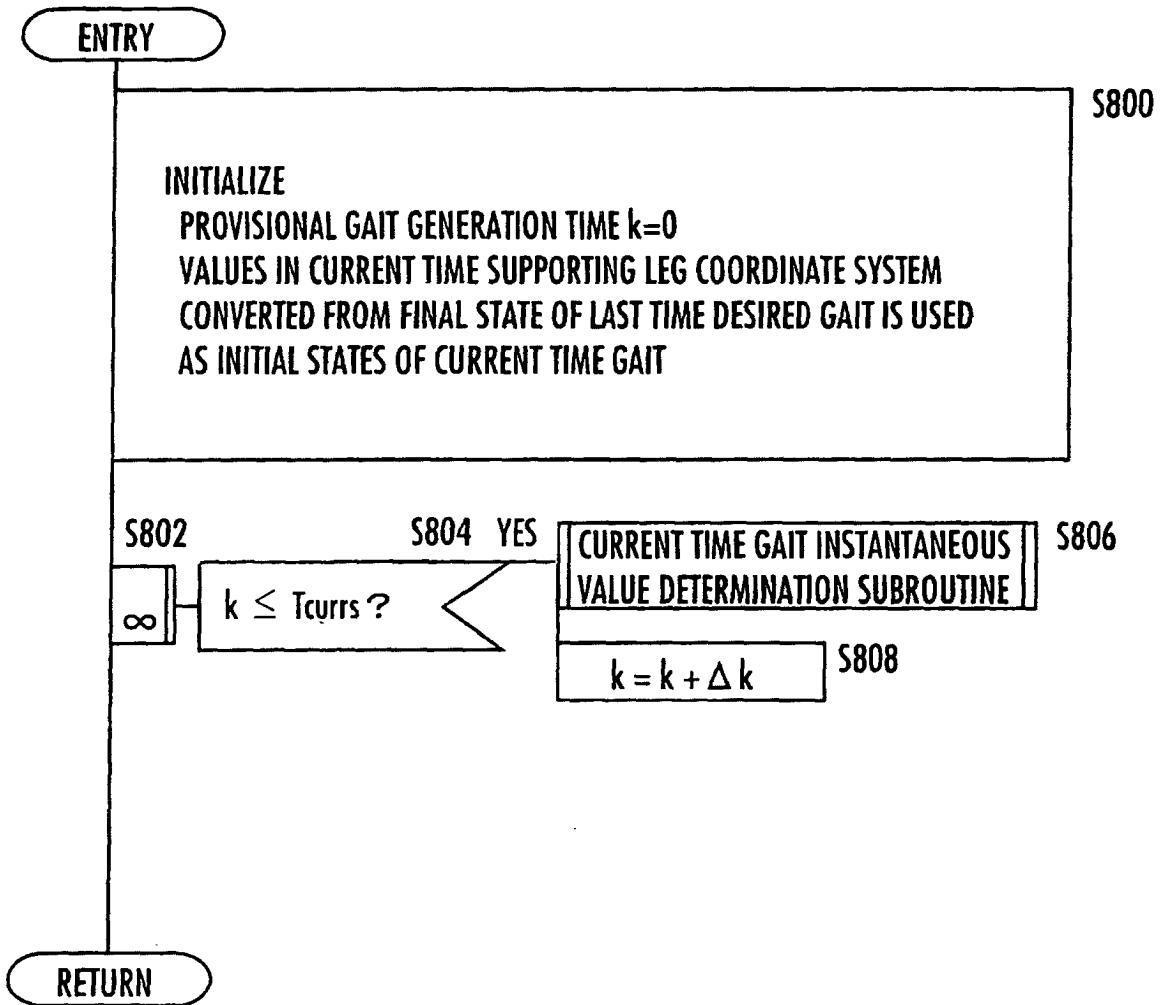 ENTRY
S800
INITIALIZE
PROVISIONAL GAIT GENERATION TIME k=0
VALUES IN CURRENT TIME SUPPORTING LEG COORDINATE SYSTEM
CONVERTED FROM FINAL STATE OF LAST TIME DESIRED GAIT IS USED
AS INITIAL STATES OF CURRENT TIME GAIT
S802
∞
S804 YES
k ≤ Tcurrs ?
CURRENT TIME GAIT INSTANTANEOUS
VALUE DETERMINATION SUBROUTINE
S806
k = k + Δ k
S808
RETURN